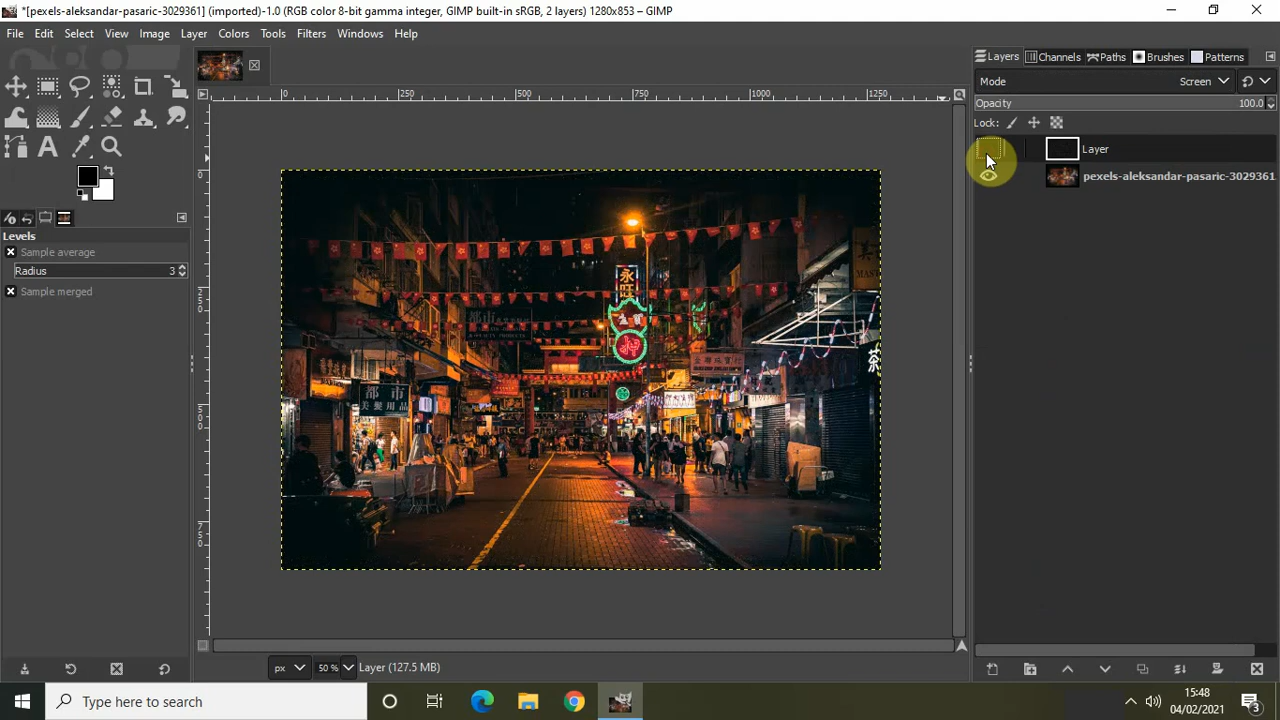 *[pexels-aleksandar-pasaric-3029361] (imported)-1.0 (RGB color 8-bit gamma integer, GIMP built-in sRGB, 2 layers) 1280x853 – GIMP
File Edit Select View Image Layer Colors Tools Filters Windows Help
Layers Channels Paths Brushes Patterns
Mode Screen
Opacity 100.0
Lock:
Layer
pexels-aleksandar-pasaric-3029361
0 250 500 750 1000 1250
Levels
Sample average
Radius 3
Sample merged
永
旺
都市
px 50 % Layer (127.5 MB)
Type here to search
15:48
04/02/2021
3